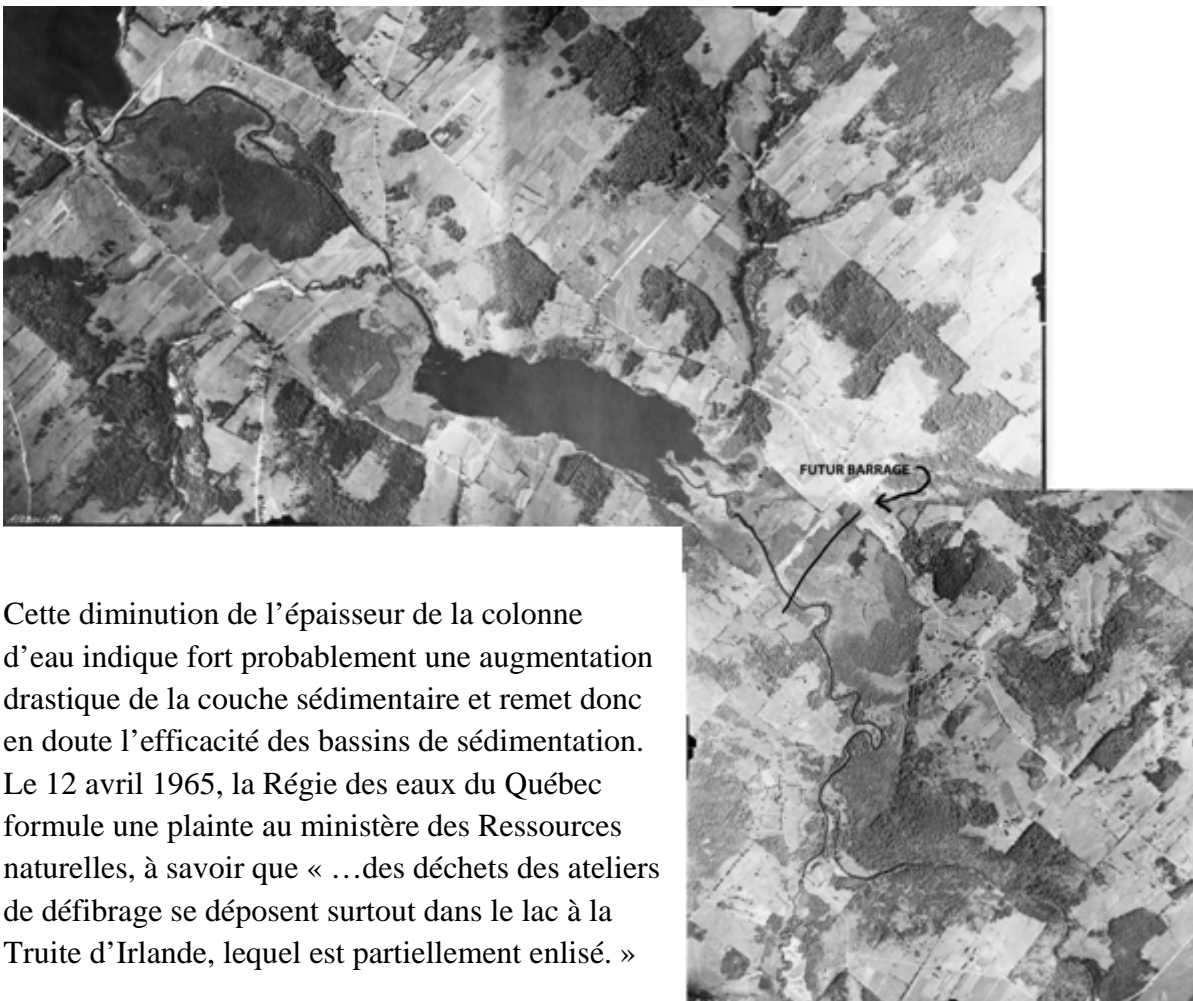 FUTUR BARRAGE
Cette diminution de l’épaisseur de la colonne
d’eau indique fort probablement une augmentation
drastique de la couche sédimentaire et remet donc
en doute l’efficacité des bassins de sédimentation.
Le 12 avril 1965, la Régie des eaux du Québec
formule une plainte au ministère des Ressources
naturelles, à savoir que « …des déchets des ateliers
de défibrage se déposent surtout dans le lac à la
Truite d’Irlande, lequel est partiellement enlisé. »